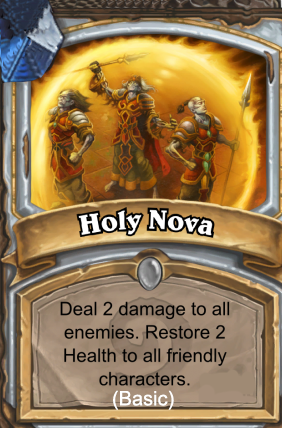 Holy Nova
Deal 2 damage to all
enemies. Restore 2
Health to all friendly
characters.
(Basic)